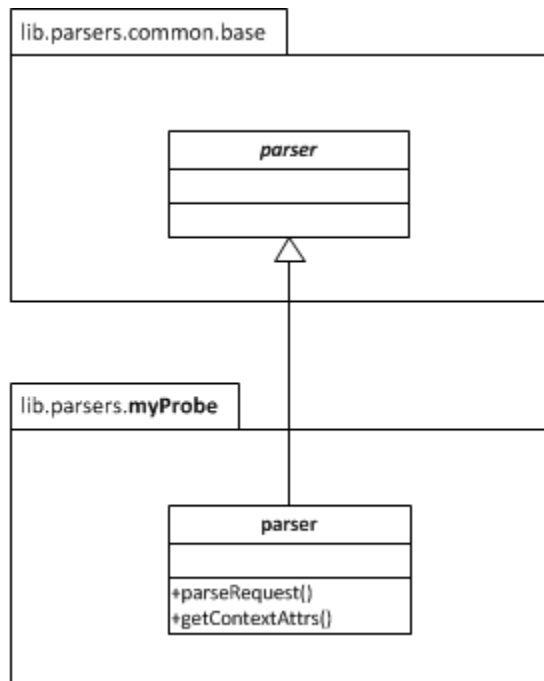 lib.parsers.common.base
parser
lib.parsers.myProbe
parser
+parseRequest()
+getContextAttrs()